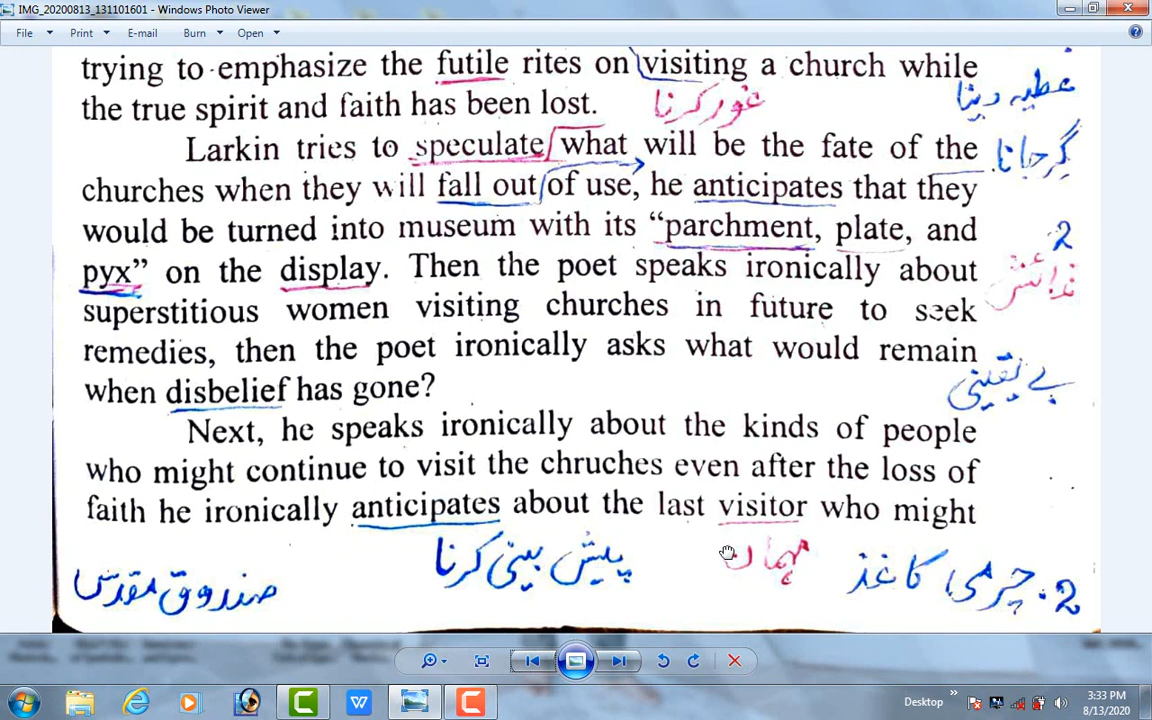 IMG_20200813_131101601 - Windows Photo Viewer
File Print E-mail Burn Open
trying to emphasize the futile rites on visiting a church while
عطیہ دینا
the true spirit and faith has been lost.
غور کرنا
Larkin tries to speculate what will be the fate of the
گر جانا
churches when they will fall out of use, he anticipates that they
would be turned into museum with its "parchment, plate, and
2
pyx" on the display. Then the poet speaks ironically about
superstitious women visiting churches in future to seek
remedies, then the poet ironically asks what would remain
when disbelief has gone?
بے یقینی
Next, he speaks ironically about the kinds of people
who might continue to visit the chruches even after the loss of
faith he ironically anticipates about the last visitor who might
2. چرمی کاغذ
مہمان
پیش بینی کرنا
صندوق مقدس
Desktop
3:33 PM
8/13/2020